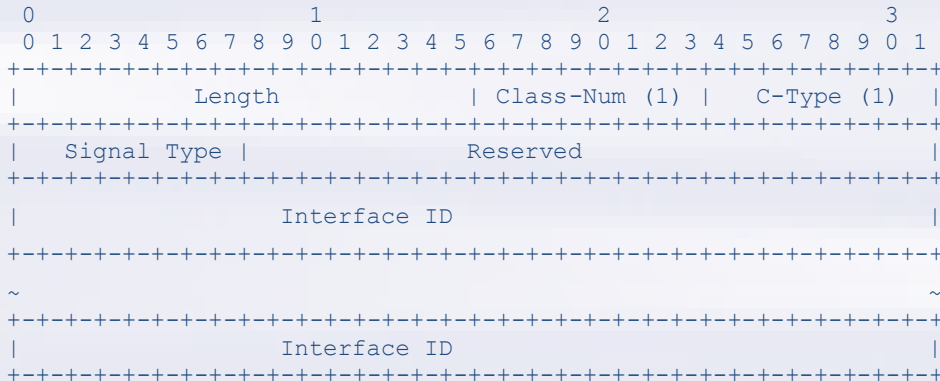 0                   1                   2                   3
 0 1 2 3 4 5 6 7 8 9 0 1 2 3 4 5 6 7 8 9 0 1 2 3 4 5 6 7 8 9 0 1
+-+-+-+-+-+-+-+-+-+-+-+-+-+-+-+-+-+-+-+-+-+-+-+-+-+-+-+-+-+-+-+-+
|            Length             | Class-Num (1) |   C-Type (1)  |
+-+-+-+-+-+-+-+-+-+-+-+-+-+-+-+-+-+-+-+-+-+-+-+-+-+-+-+-+-+-+-+-+
|   Signal Type |               Reserved                        |
+-+-+-+-+-+-+-+-+-+-+-+-+-+-+-+-+-+-+-+-+-+-+-+-+-+-+-+-+-+-+-+-+
|                  Interface ID                                 |
+-+-+-+-+-+-+-+-+-+-+-+-+-+-+-+-+-+-+-+-+-+-+-+-+-+-+-+-+-+-+-+-+
~                                                               ~
+-+-+-+-+-+-+-+-+-+-+-+-+-+-+-+-+-+-+-+-+-+-+-+-+-+-+-+-+-+-+-+-+
|                  Interface ID                                 |
+-+-+-+-+-+-+-+-+-+-+-+-+-+-+-+-+-+-+-+-+-+-+-+-+-+-+-+-+-+-+-+-+